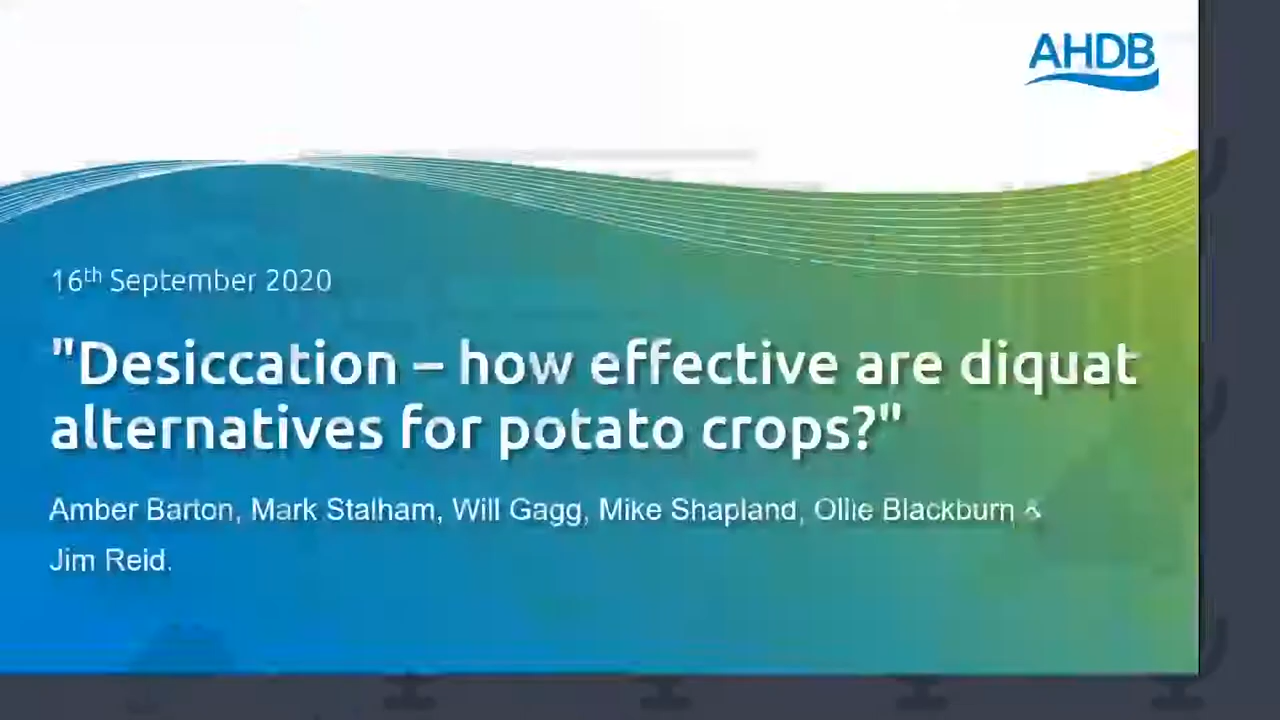 AHDB
16th September 2020
"Desiccation – how effective are diquat
alternatives for potato crops?"
Amber Barton, Mark Stalham, Will Gagg, Mike Shapland, Ollie Blackburn &
Jim Reid.